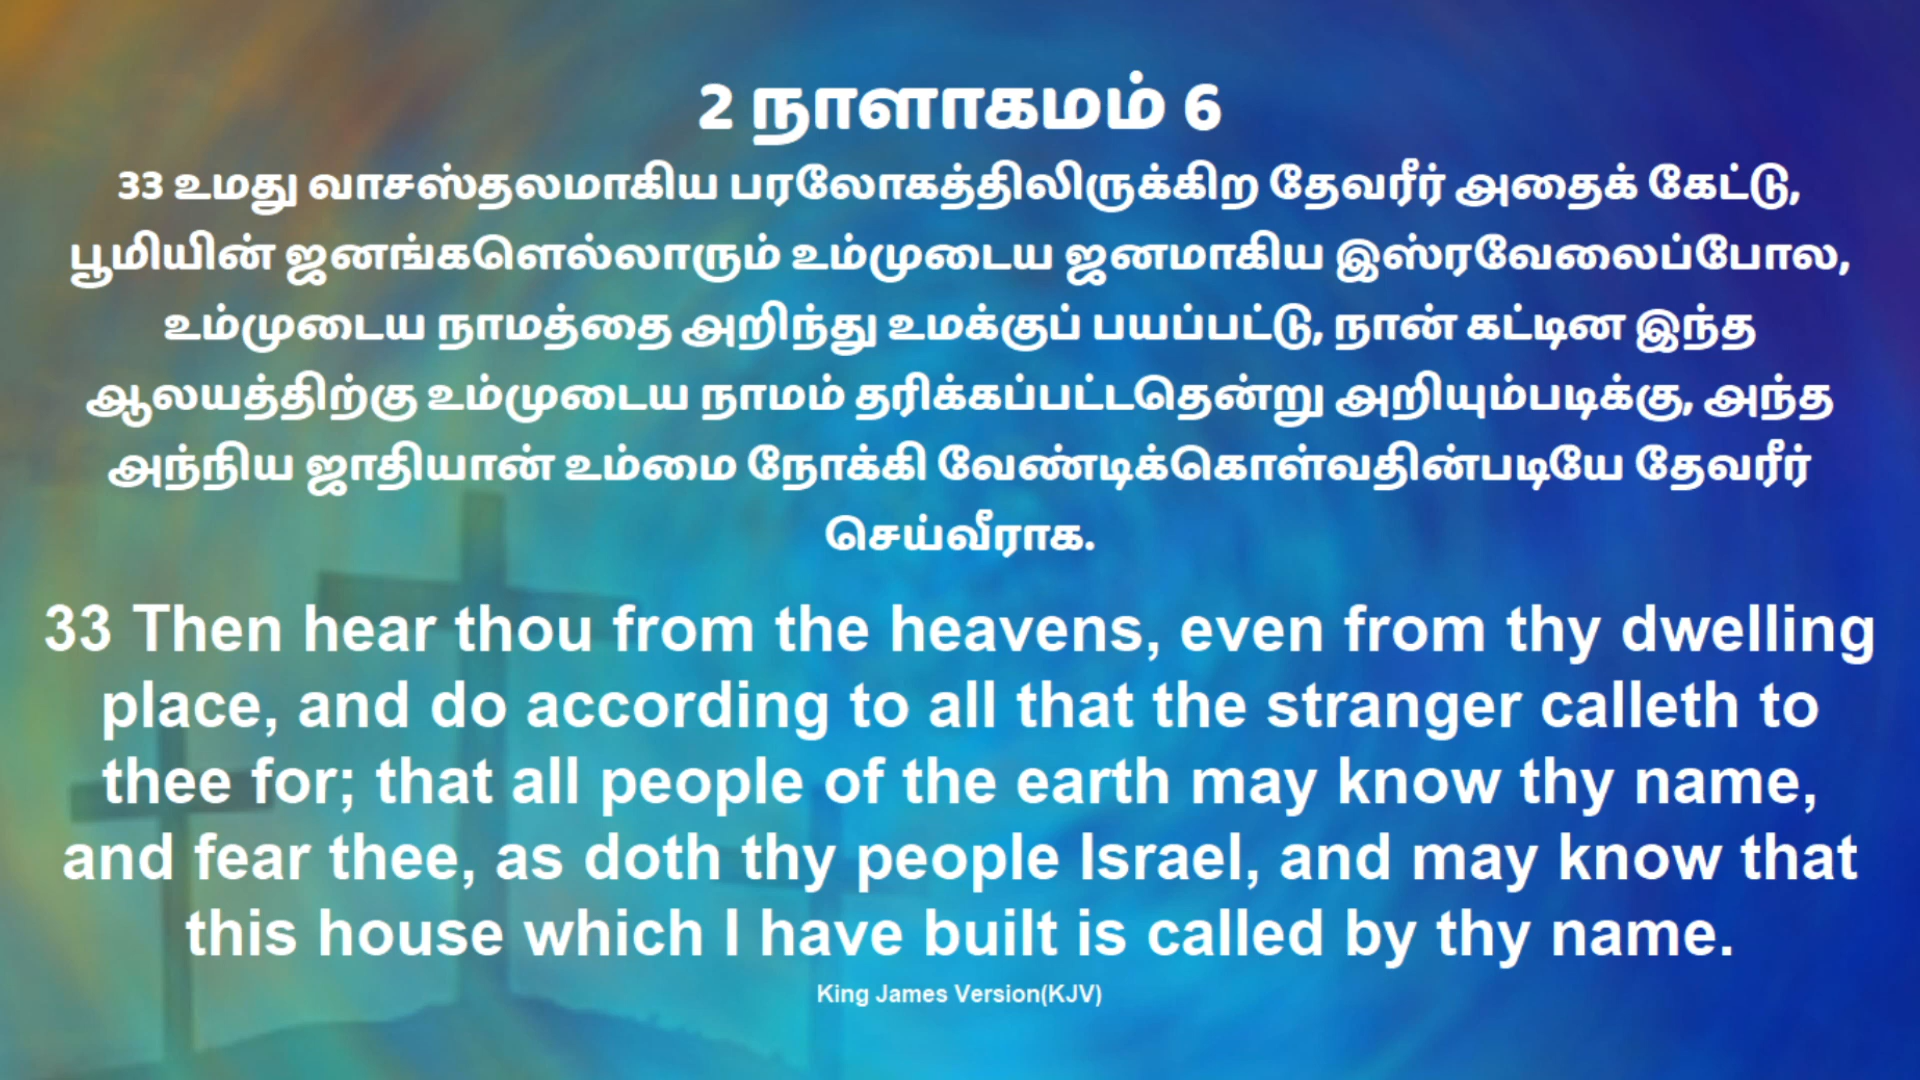 2 நாளாகமம் 6
33 உமது வாசஸ்தலமாகிய பரலோகத்திலிருக்கிற தேவரீர் அதைக் கேட்டு,
பூமியின் ஜனங்களெல்லாரும் உம்முடைய ஜனமாகிய இஸ்ரவேலைப்போல,
உம்முடைய நாமத்தை அறிந்து உமக்குப் பயப்பட்டு, நான் கட்டின இந்த
ஆலயத்திற்கு உம்முடைய நாமம் தரிக்கப்பட்டதென்று அறியும்படிக்கு, அந்த
அந்நிய ஜாதியான் உம்மை நோக்கி வேண்டிக்கொள்வதின்படியே தேவரீர்
செய்வீராக.
33 Then hear thou from the heavens, even from thy dwelling
place, and do according to all that the stranger calleth to
thee for; that all people of the earth may know thy name,
and fear thee, as doth thy people Israel, and may know that
this house which I have built is called by thy name.
King James Version(KJV)